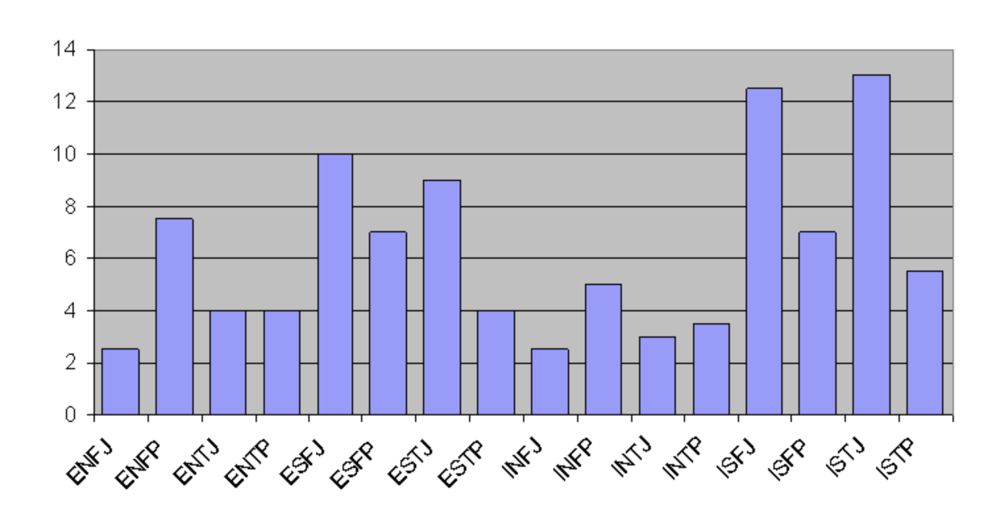 14
12
10
8
6
4
2
0
ENFJ
ENFP
ENTJ
ENTP
ESFJ
ESFP
ESTJ
ESTP
INFJ
INFP
INTJ
INTP
ISFJ
ISFP
ISTJ
ISTP